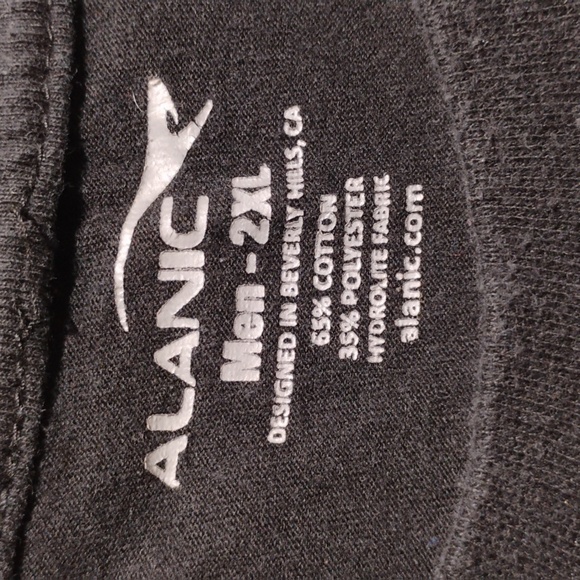 ALANIC
Men - 2XL
DESIGNED IN BEVERLY HILLS, CA
65% COTTON
35% POLYESTER
HYDROLITE FABRIC
alanic.com